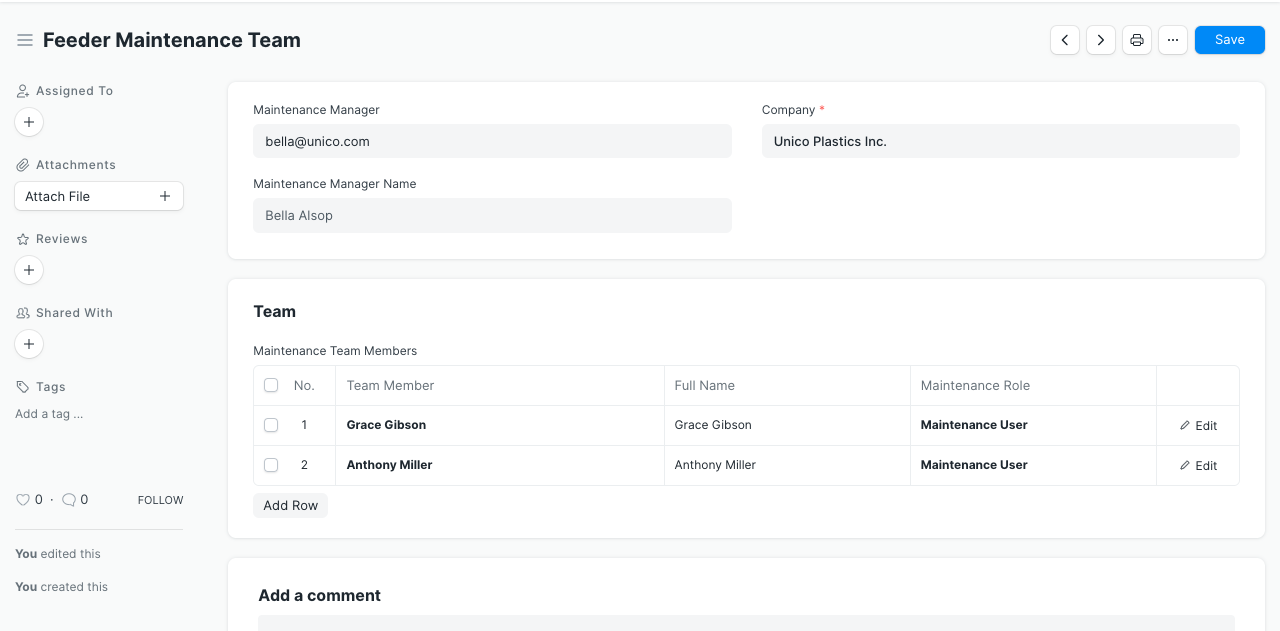 Feeder Maintenance Team
Save
Assigned To
Attachments
Attach File
Reviews
Shared With
Tags
Add a tag ...
0 · 0 FOLLOW
You edited this
You created this
Maintenance Manager
bella@unico.com
Company *
Unico Plastics Inc.
Maintenance Manager Name
Bella Alsop
Team
Maintenance Team Members
No. Team Member Full Name Maintenance Role
1 Grace Gibson Grace Gibson Maintenance User Edit
2 Anthony Miller Anthony Miller Maintenance User Edit
Add Row
Add a comment